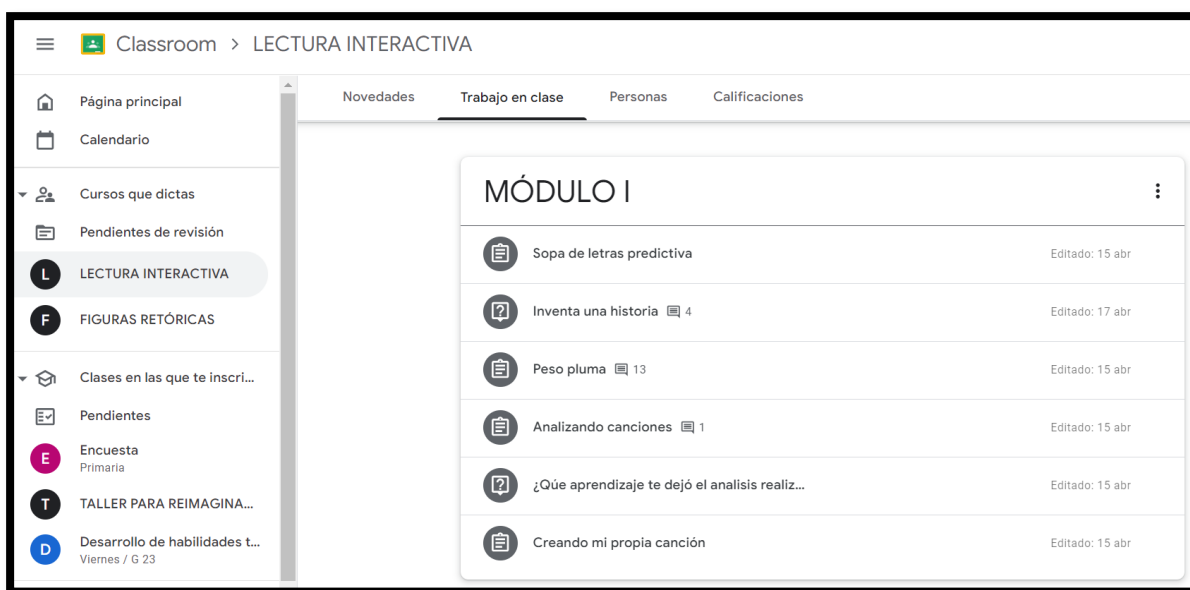 Classroom > LECTURA INTERACTIVA
Página principal
Calendario
Cursos que dictas
Pendientes de revisión
L LECTURA INTERACTIVA
F FIGURAS RETÓRICAS
Clases en las que te inscri...
Pendientes
E Encuesta
Primaria
T TALLER PARA REIMAGINA...
D Desarrollo de habilidades t...
Viernes / G 23
Novedades Trabajo en clase Personas Calificaciones
MÓDULO I
Sopa de letras predictiva Editado: 15 abr
Inventa una historia 4 Editado: 17 abr
Peso pluma 13 Editado: 15 abr
Analizando canciones 1 Editado: 15 abr
¿Qúe aprendizaje te dejó el analisis realiz... Editado: 15 abr
Creando mi propia canción Editado: 15 abr